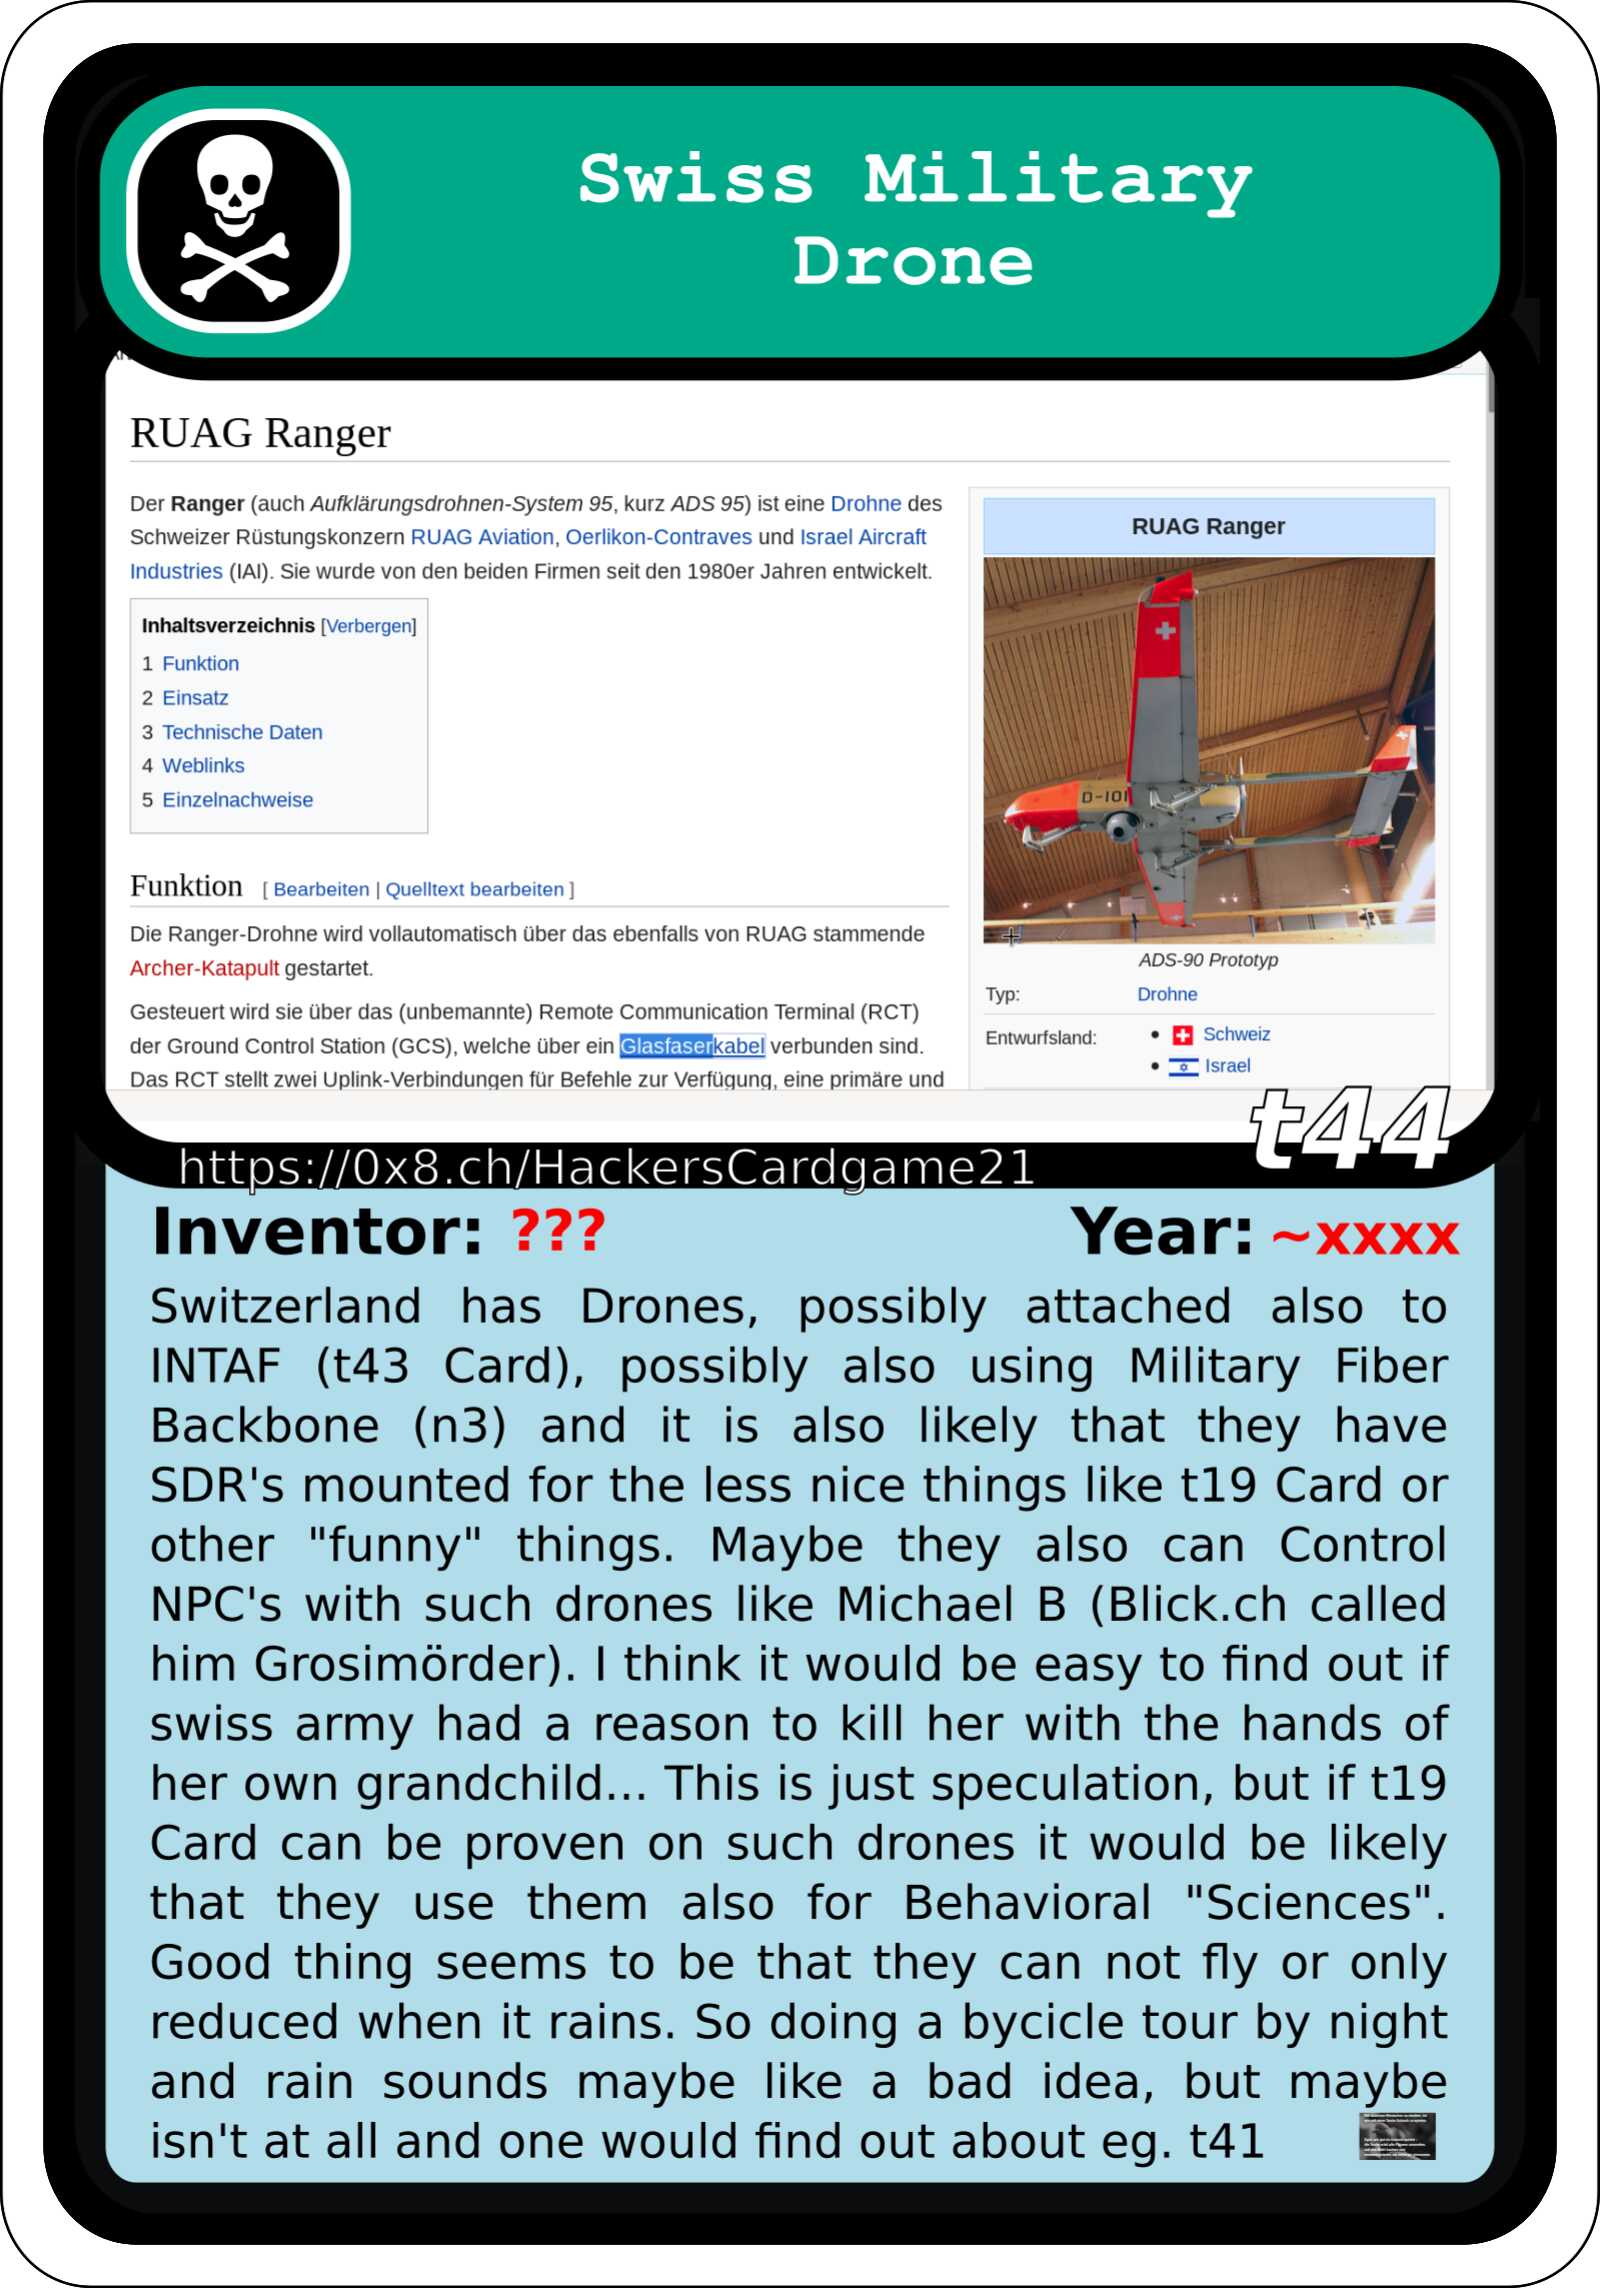 Swiss Military
Drone
RUAG Ranger
Der Ranger (auch Aufklärungsdrohnen-System 95, kurz ADS 95) ist eine Drohne des
Schweizer Rüstungskonzern RUAG Aviation, Oerlikon-Contraves und Israel Aircraft
Industries (IAI). Sie wurde von den beiden Firmen seit den 1980er Jahren entwickelt.
Inhaltsverzeichnis [Verbergen]
1 Funktion
2 Einsatz
3 Technische Daten
4 Weblinks
5 Einzelnachweise
Funktion [ Bearbeiten | Quelltext bearbeiten ]
Die Ranger-Drohne wird vollautomatisch über das ebenfalls von RUAG stammende
Archer-Katapult gestartet.
Gesteuert wird sie über das (unbemannte) Remote Communication Terminal (RCT)
der Ground Control Station (GCS), welche über ein Glasfaserkabel verbunden sind.
Das RCT stellt zwei Uplink-Verbindungen für Befehle zur Verfügung, eine primäre und
RUAG Ranger
D-101
ADS-90 Prototyp
Typ: Drohne
Entwurfsland: • Schweiz
• Israel
t44
https://0x8.ch/HackersCardgame21
Inventor: ??? Year: ~xxxx
Switzerland has Drones, possibly attached also to
INTAF (t43 Card), possibly also using Military Fiber
Backbone (n3) and it is also likely that they have
SDR's mounted for the less nice things like t19 Card or
other "funny" things. Maybe they also can Control
NPC's with such drones like Michael B (Blick.ch called
him Grosimörder). I think it would be easy to find out if
swiss army had a reason to kill her with the hands of
her own grandchild... This is just speculation, but if t19
Card can be proven on such drones it would be likely
that they use them also for Behavioral "Sciences".
Good thing seems to be that they can not fly or only
reduced when it rains. So doing a bycicle tour by night
and rain sounds maybe like a bad idea, but maybe
isn't at all and one would find out about eg. t41